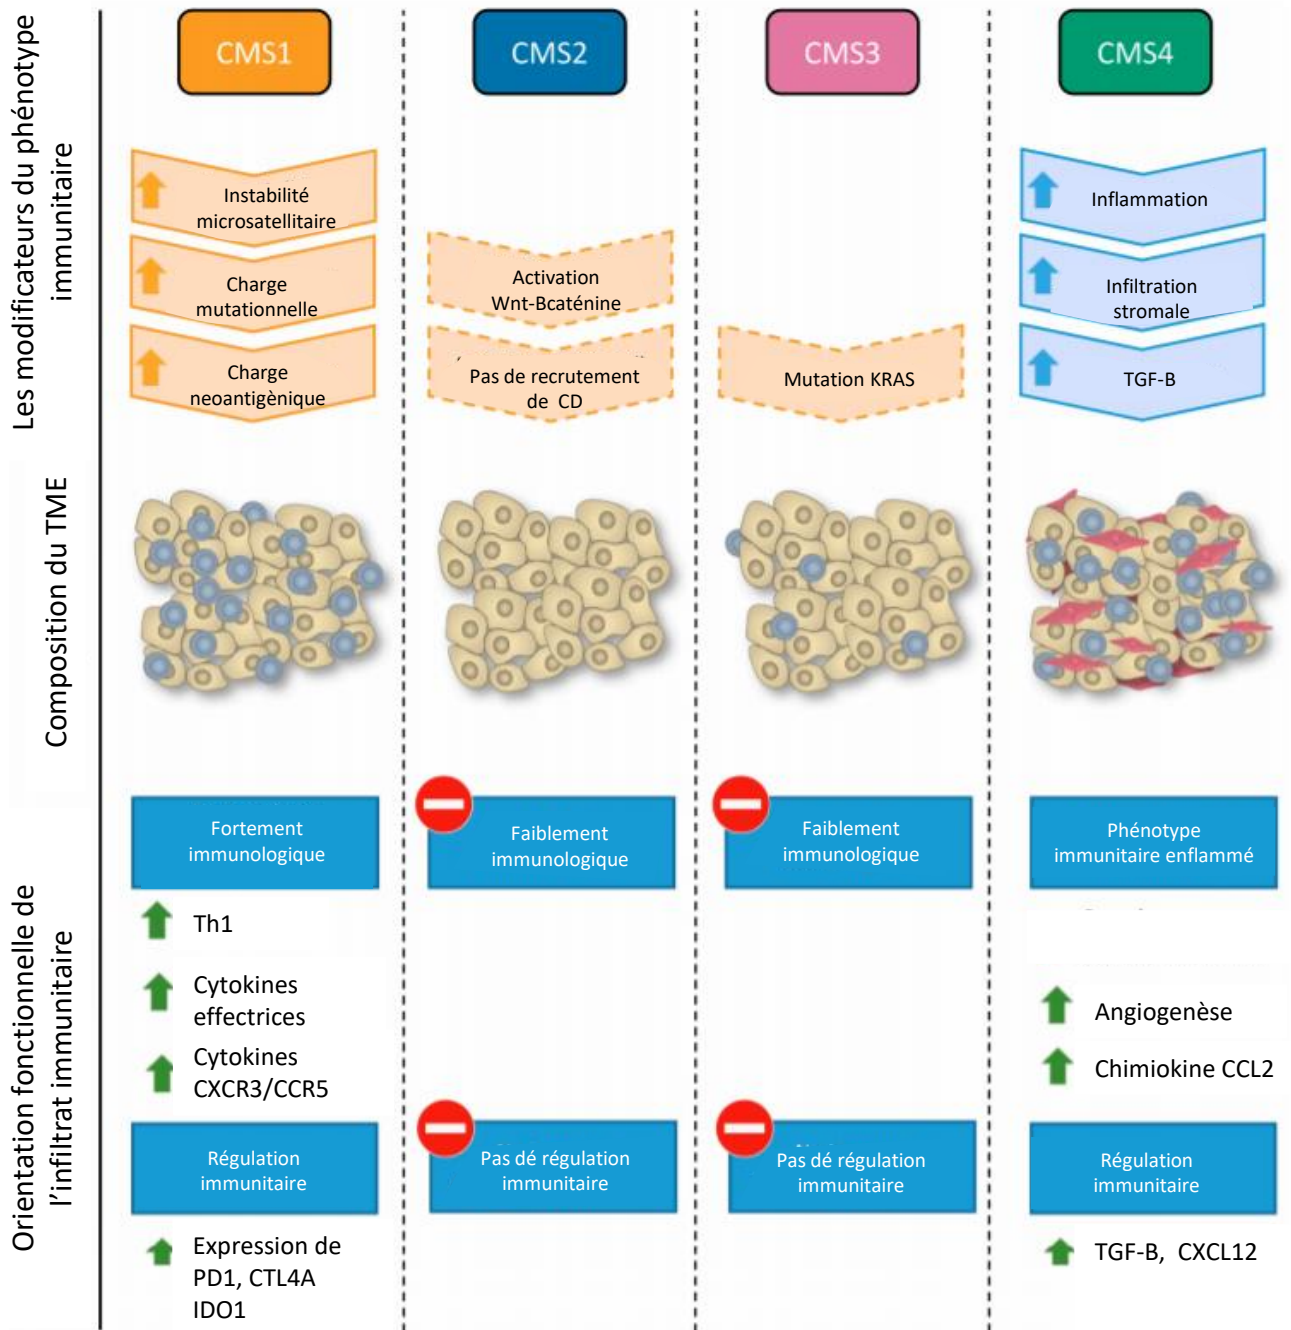 Les modificateurs du phénotype
immunitaire
CMS1
CMS2
CMS3
CMS4
Instabilité
microsatellitaire
Charge
mutationnelle
Charge
neoantigènique
Activation
Wnt-Bcaténine
Pas de recrutement
de CD
Mutation KRAS
Inflammation
Infiltration
stromale
TGF-B
Composition du TME
Orientation fonctionnelle de
l'infiltrat immunitaire
Fortement
immunologique
Faiblement
immunologique
Faiblement
immunologique
Phénotype
immunitaire enflammé
Th1
Cytokines
effectrices
Cytokines
CXCR3/CCR5
Angiogenèse
Chimiokine CCL2
Régulation
immunitaire
Pas dé régulation
immunitaire
Pas dé régulation
immunitaire
Régulation
immunitaire
Expression de
PD1, CTL4A
IDO1
TGF-B, CXCL12